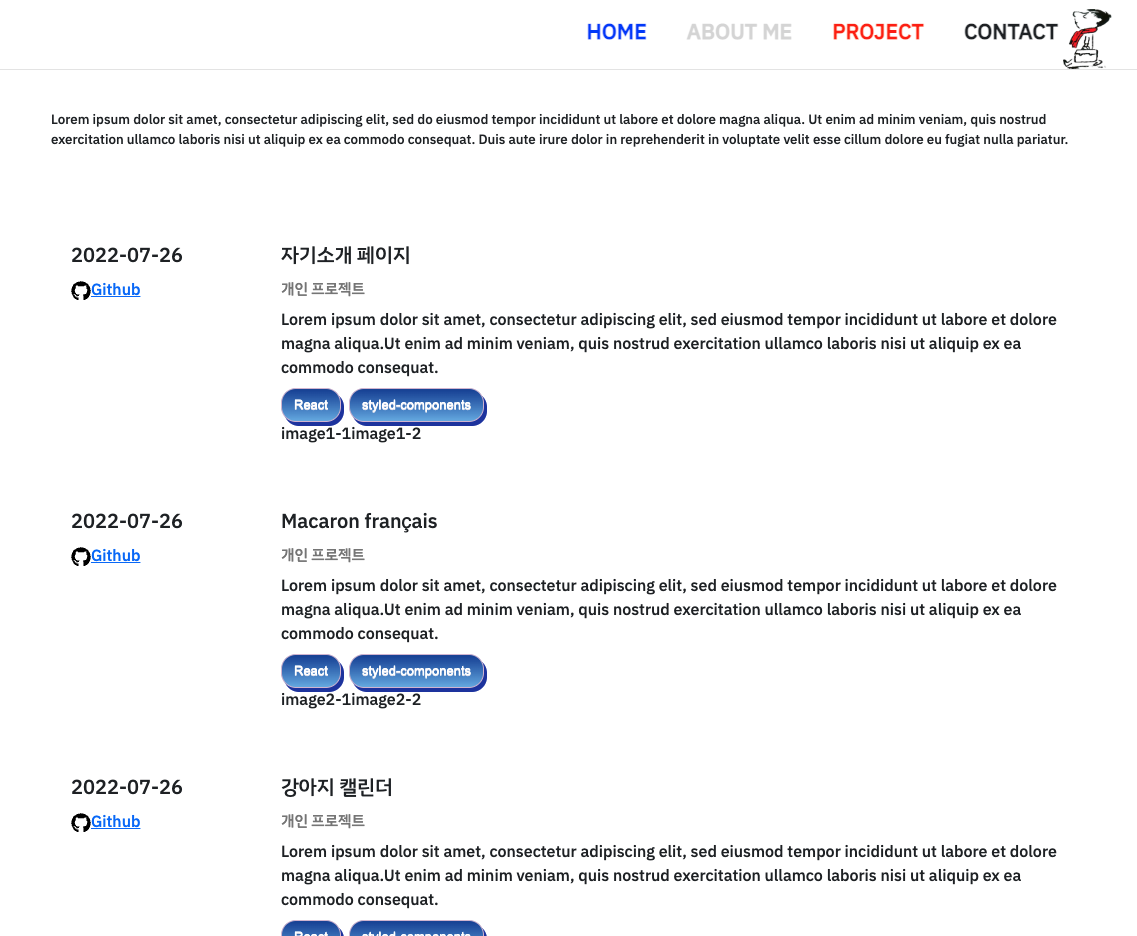 HOME ABOUT ME PROJECT CONTACT
Lorem ipsum dolor sit amet, consectetur adipiscing elit, sed do eiusmod tempor incididunt ut labore et dolore magna aliqua. Ut enim ad minim veniam, quis nostrud
exercitation ullamco laboris nisi ut aliquip ex ea commodo consequat. Duis aute irure dolor in reprehenderit in voluptate velit esse cillum dolore eu fugiat nulla pariatur.
2022-07-26
Github
자기소개 페이지
개인 프로젝트
Lorem ipsum dolor sit amet, consectetur adipiscing elit, sed eiusmod tempor incididunt ut labore et dolore
magna aliqua.Ut enim ad minim veniam, quis nostrud exercitation ullamco laboris nisi ut aliquip ex ea
commodo consequat.
React styled-components
image1-1image1-2
2022-07-26
Github
Macaron français
개인 프로젝트
Lorem ipsum dolor sit amet, consectetur adipiscing elit, sed eiusmod tempor incididunt ut labore et dolore
magna aliqua.Ut enim ad minim veniam, quis nostrud exercitation ullamco laboris nisi ut aliquip ex ea
commodo consequat.
React styled-components
image2-1image2-2
2022-07-26
Github
강아지 캘린더
개인 프로젝트
Lorem ipsum dolor sit amet, consectetur adipiscing elit, sed eiusmod tempor incididunt ut labore et dolore
magna aliqua.Ut enim ad minim veniam, quis nostrud exercitation ullamco laboris nisi ut aliquip ex ea
commodo consequat.
React styled-components